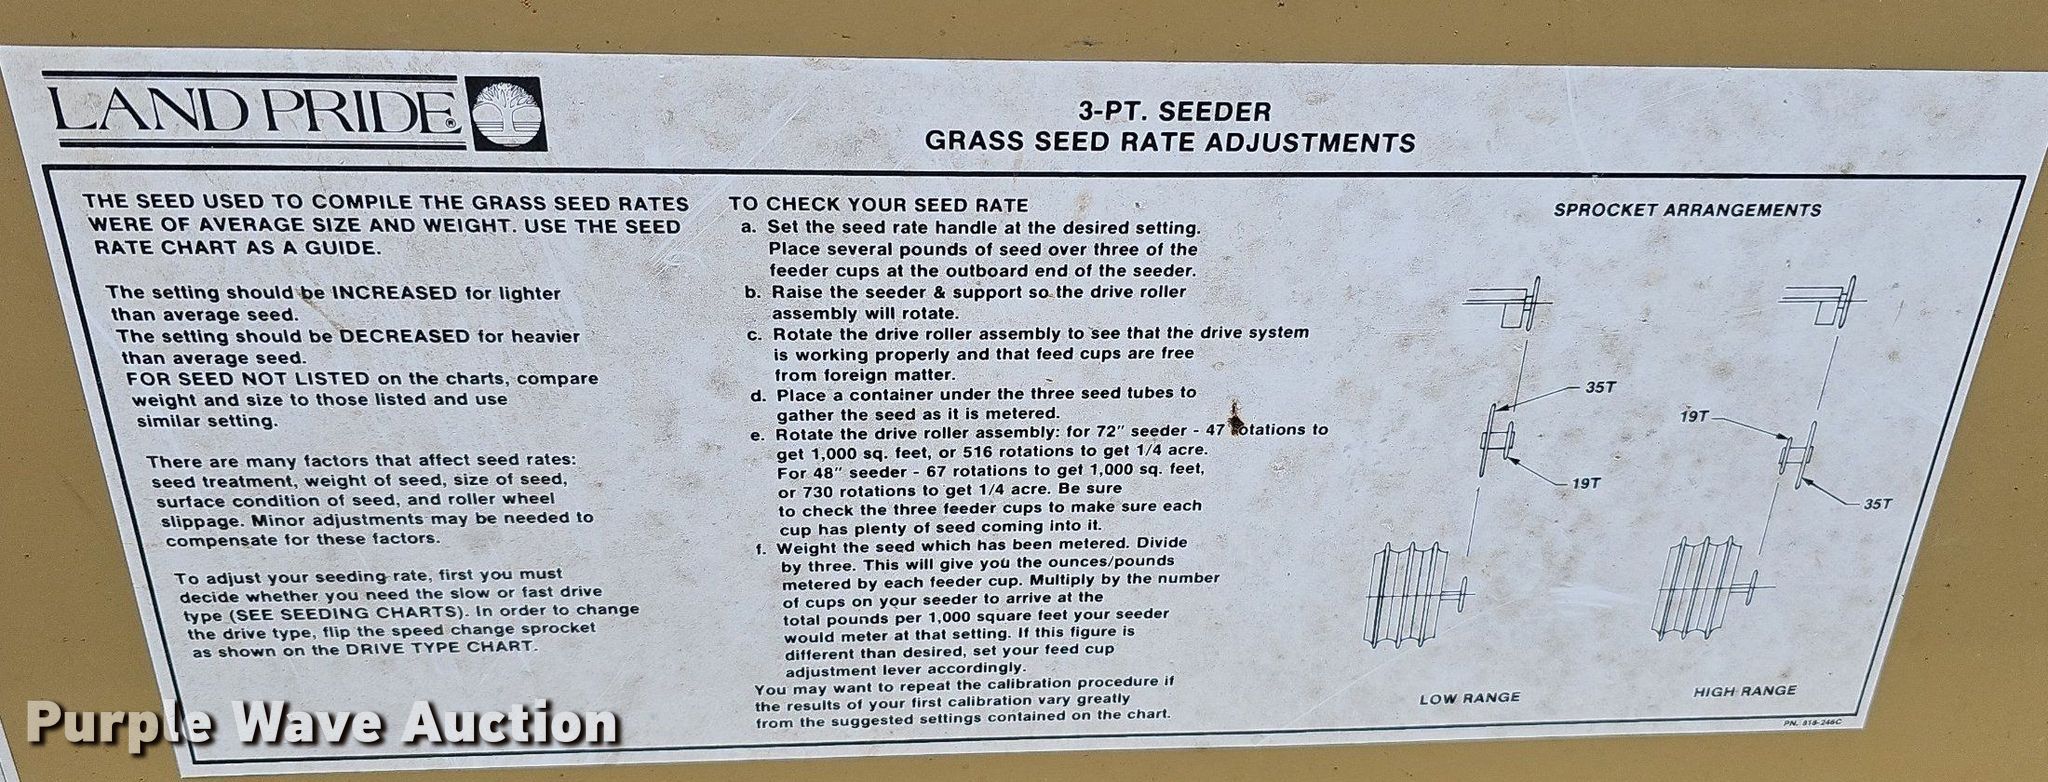 LAND PRIDE®
3-PT. SEEDER
GRASS SEED RATE ADJUSTMENTS
THE SEED USED TO COMPILE THE GRASS SEED RATES
WERE OF AVERAGE SIZE AND WEIGHT. USE THE SEED
RATE CHART AS A GUIDE.
The setting should be INCREASED for lighter
than average seed.
The setting should be DECREASED for heavier
than average seed.
FOR SEED NOT LISTED on the charts, compare
weight and size to those listed and use
similar setting.
There are many factors that affect seed rates:
seed treatment, weight of seed, size of seed,
surface condition of seed, and roller wheel
slippage. Minor adjustments may be needed to
compensate for these factors.
To adjust your seeding rate, first you must
decide whether you need the slow or fast drive
type (SEE SEEDING CHARTS). In order to change
the drive type, flip the speed change sprocket
as shown on the DRIVE TYPE CHART.
TO CHECK YOUR SEED RATE
a. Set the seed rate handle at the desired setting.
Place several pounds of seed over three of the
feeder cups at the outboard end of the seeder.
b. Raise the seeder & support so the drive roller
assembly will rotate.
c. Rotate the drive roller assembly to see that the drive system
is working properly and that feed cups are free
from foreign matter.
d. Place a container under the three seed tubes to
gather the seed as it is metered.
e. Rotate the drive roller assembly: for 72" seeder - 47 rotations to
get 1,000 sq. feet, or 516 rotations to get 1/4 acre.
For 48" seeder - 67 rotations to get 1,000 sq. feet,
or 730 rotations to get 1/4 acre. Be sure
to check the three feeder cups to make sure each
cup has plenty of seed coming into it.
f. Weight the seed which has been metered. Divide
by three. This will give you the ounces/pounds
metered by each feeder cup. Multiply by the number
of cups on your seeder to arrive at the
total pounds per 1,000 square feet your seeder
would meter at that setting. If this figure is
different than desired, set your feed cup
adjustment lever accordingly.
You may want to repeat the calibration procedure if
the results of your first calibration vary greatly
from the suggested settings contained on the chart.
SPROCKET ARRANGEMENTS
35T
19T
LOW RANGE
19T
35T
HIGH RANGE
PN. 818-246C
Purple Wave Auction